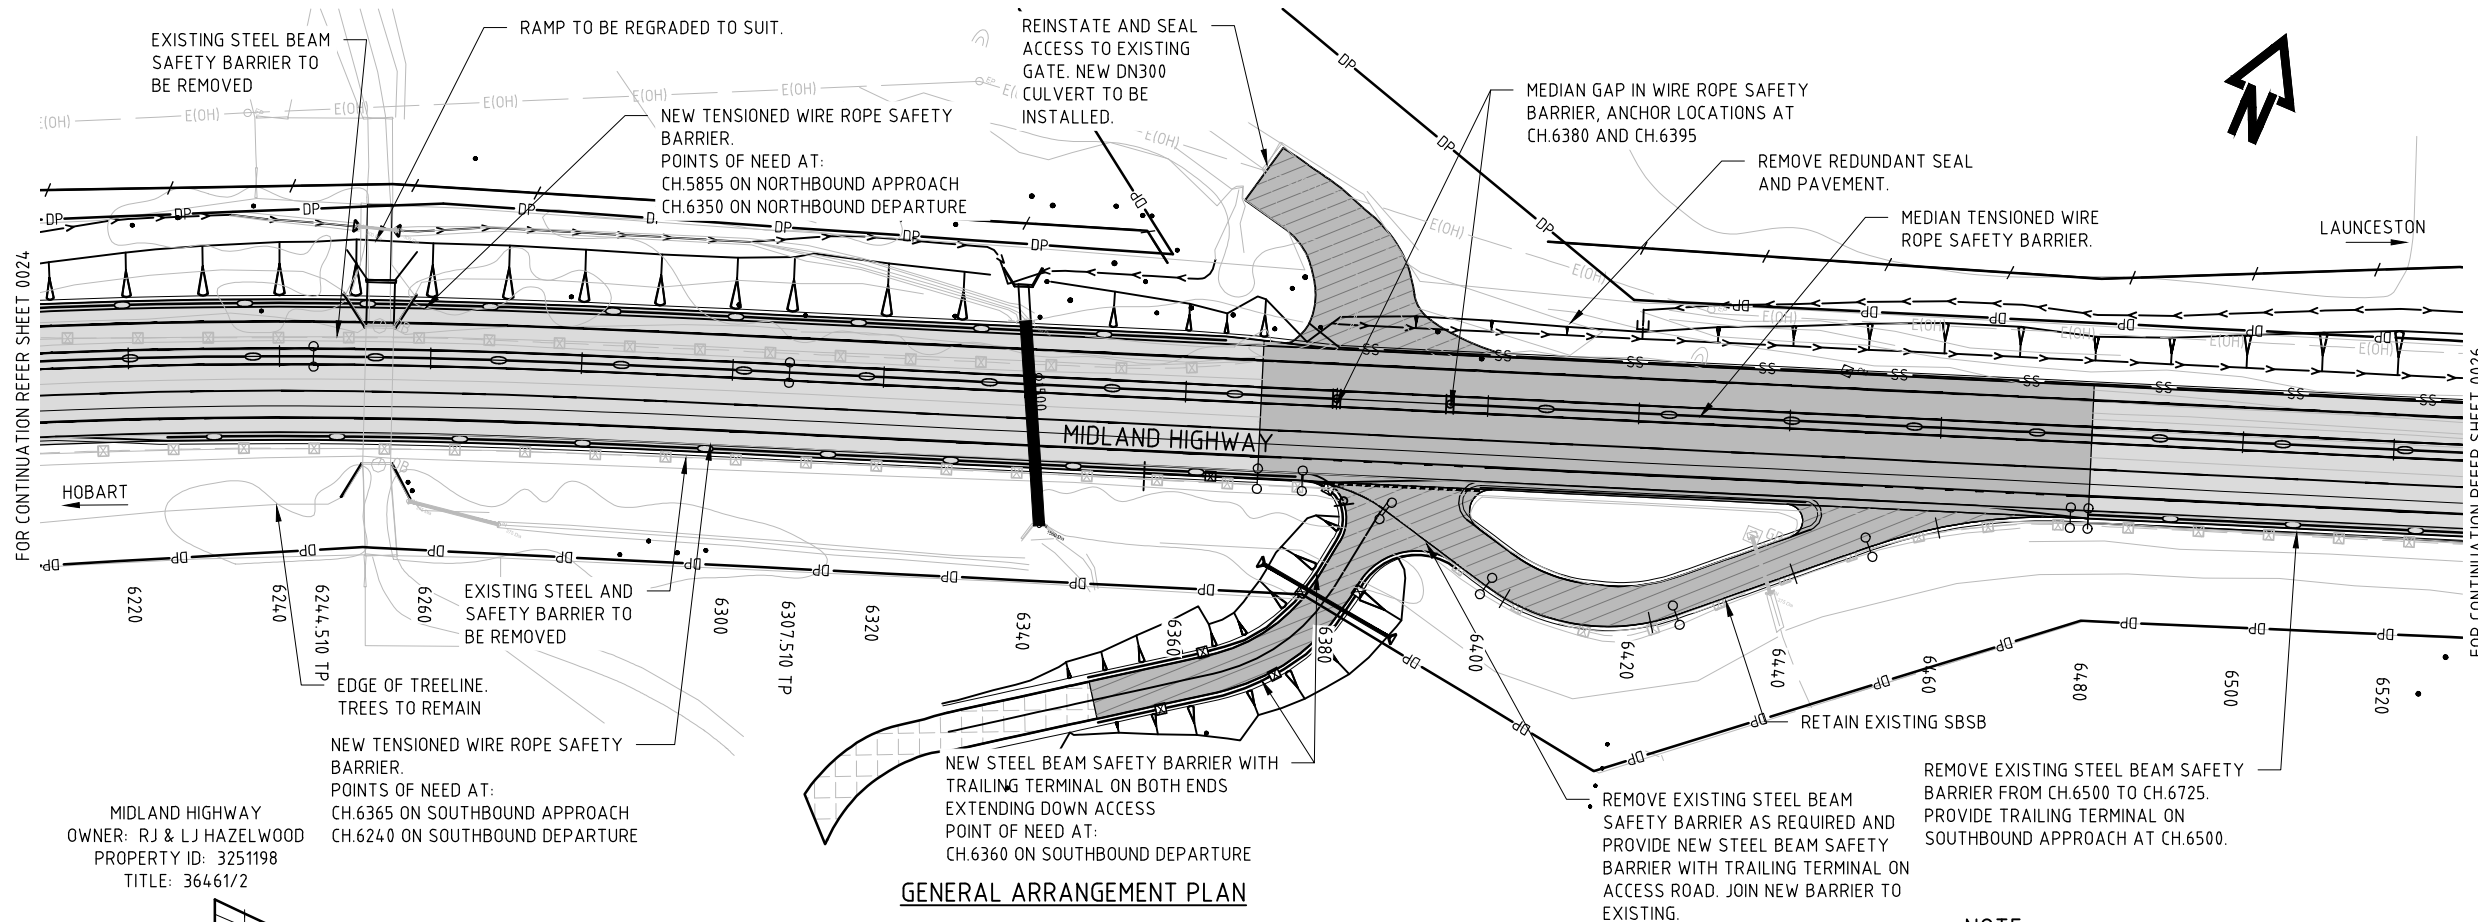 EXISTING STEEL BEAM
SAFETY BARRIER TO
BE REMOVED
RAMP TO BE REGRADED TO SUIT.
NEW TENSIONED WIRE ROPE SAFETY
BARRIER.
POINTS OF NEED AT:
CH.5855 ON NORTHBOUND APPROACH
CH.6350 ON NORTHBOUND DEPARTURE
REINSTATE AND SEAL
ACCESS TO EXISTING
GATE. NEW DN300
CULVERT TO BE
INSTALLED.
MEDIAN GAP IN WIRE ROPE SAFETY
BARRIER, ANCHOR LOCATIONS AT
CH.6380 AND CH.6395
REMOVE REDUNDANT SEAL
AND PAVEMENT.
MEDIAN TENSIONED WIRE
ROPE SAFETY BARRIER.
N
LAUNCESTON
FOR CONTINUATION REFER SHEET 0024
FOR CONTINUATION REFER SHEET 0026
MIDLAND HIGHWAY
HOBART
6220
6240
6244.510 TP
6260
6300
6307.510 TP
6320
6340
6360
6380
6400
6420
6440
6460
6480
6500
6520
EXISTING STEEL AND
SAFETY BARRIER TO
BE REMOVED
EDGE OF TREELINE.
TREES TO REMAIN
NEW TENSIONED WIRE ROPE SAFETY
BARRIER.
POINTS OF NEED AT:
CH.6365 ON SOUTHBOUND APPROACH
CH.6240 ON SOUTHBOUND DEPARTURE
MIDLAND HIGHWAY
OWNER: RJ & LJ HAZELWOOD
PROPERTY ID: 3251198
TITLE: 36461/2
NEW STEEL BEAM SAFETY BARRIER WITH
TRAILING TERMINAL ON BOTH ENDS
EXTENDING DOWN ACCESS
POINT OF NEED AT:
CH.6360 ON SOUTHBOUND DEPARTURE
RETAIN EXISTING SBSB
REMOVE EXISTING STEEL BEAM
SAFETY BARRIER AS REQUIRED AND
PROVIDE NEW STEEL BEAM SAFETY
BARRIER WITH TRAILING TERMINAL ON
ACCESS ROAD. JOIN NEW BARRIER TO
EXISTING.
REMOVE EXISTING STEEL BEAM SAFETY
BARRIER FROM CH.6500 TO CH.6725.
PROVIDE TRAILING TERMINAL ON
SOUTHBOUND APPROACH AT CH.6500.
GENERAL ARRANGEMENT PLAN